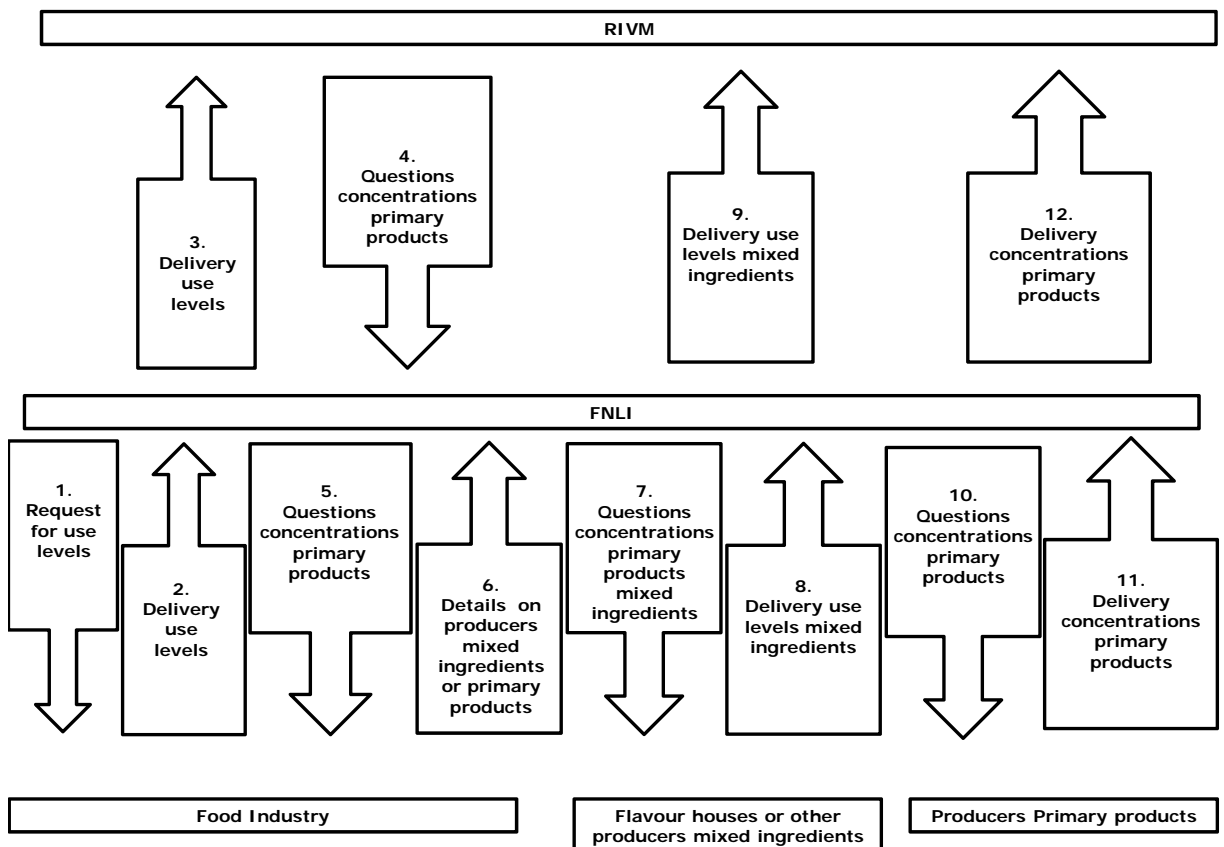 RIVM
3.
Delivery
use
levels
4.
Questions
concentrations
primary
products
9.
Delivery use
levels mixed
ingredients
12.
Delivery
concentrations
primary
products
FNLI
1.
Request
for use
levels
2.
Delivery
use
levels
5.
Questions
concentrations
primary
products
6.
Details on
producers
mixed
ingredients
or primary
products
7.
Questions
concentrations
primary
products
mixed
ingredients
8.
Delivery use
levels mixed
ingredients
10.
Questions
concentrations
primary
products
11.
Delivery
concentrations
primary
products
Food Industry
Flavour houses or other
producers mixed ingredients
Producers Primary products